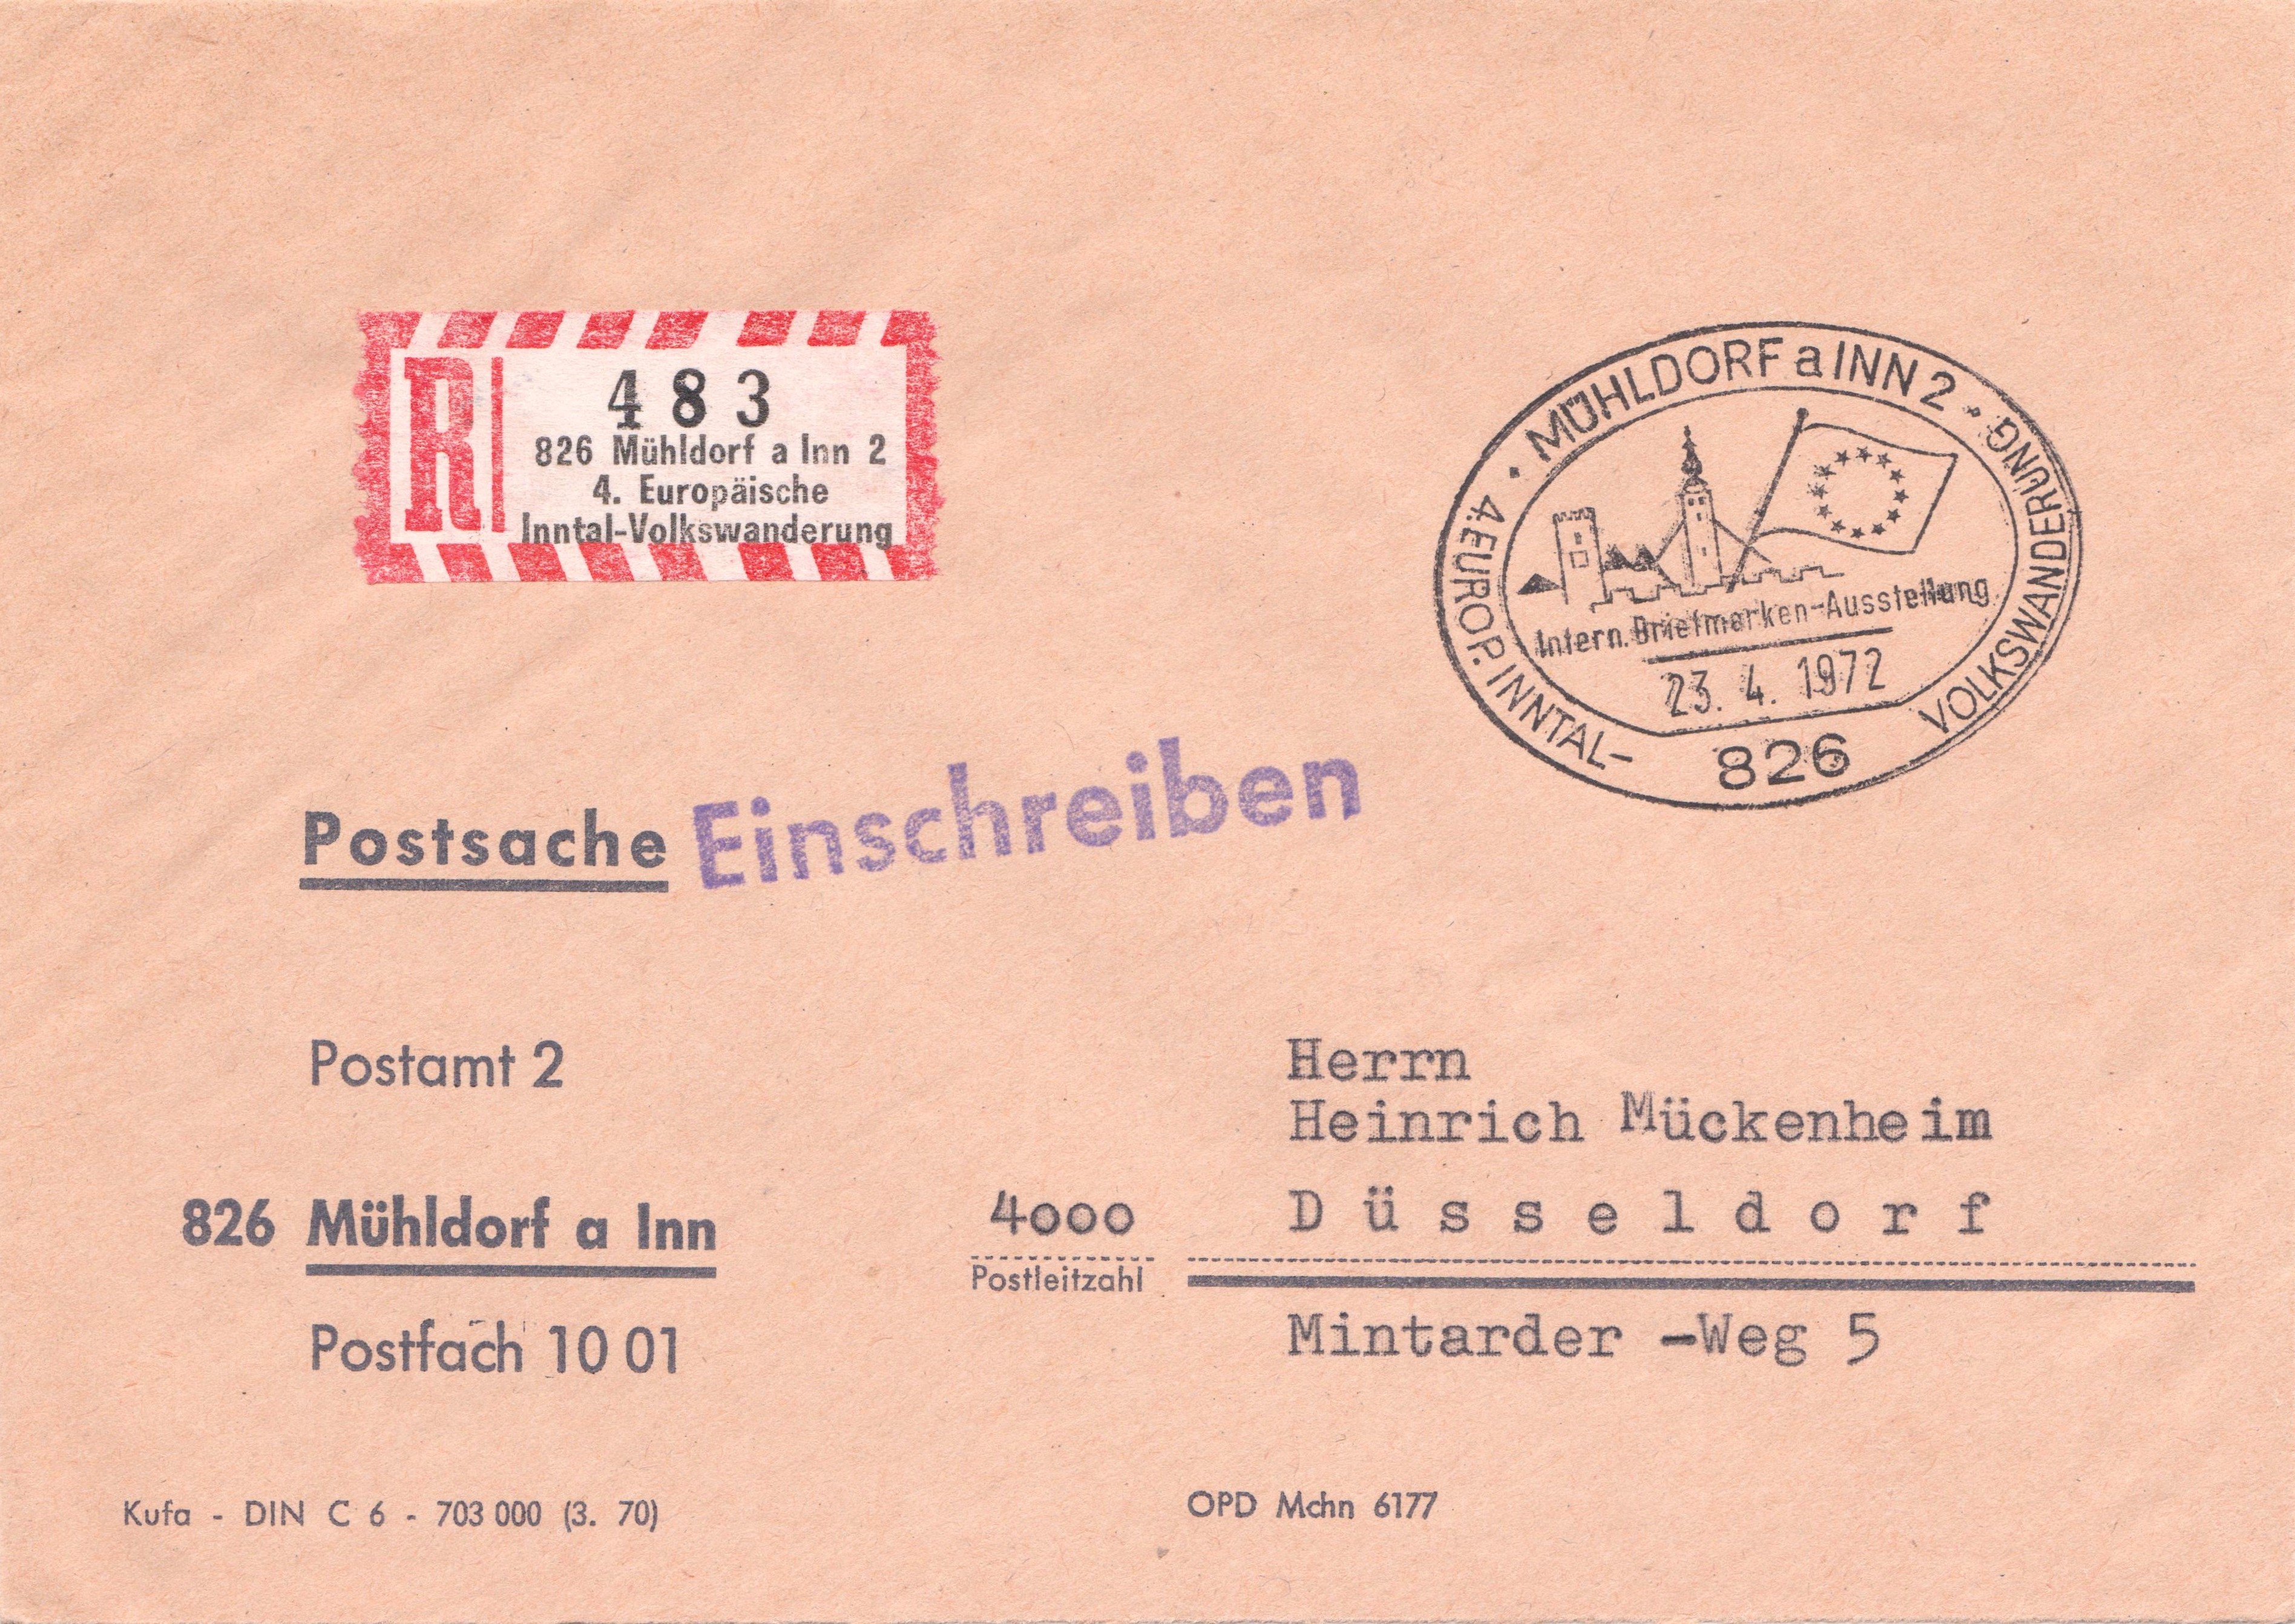 R
483
826 Mühldorf a Inn 2
4. Europäische
Inntal-Volkswanderung
• MÜHLDORF a INN 2 •
4. EUROP. INNTAL- VOLKSWANDERUNG
Intern. Briefmarken-Ausstellung
23. 4. 1972
826
Postsache
Einschreiben
Postamt 2
826 Mühldorf a Inn
Postfach 10 01
Herrn
Heinrich Mückenheim
4000 Düsseldorf
Postleitzahl
Mintarder -Weg 5
Kufa - DIN C 6 - 703 000 (3. 70)
OPD Mchn 6177